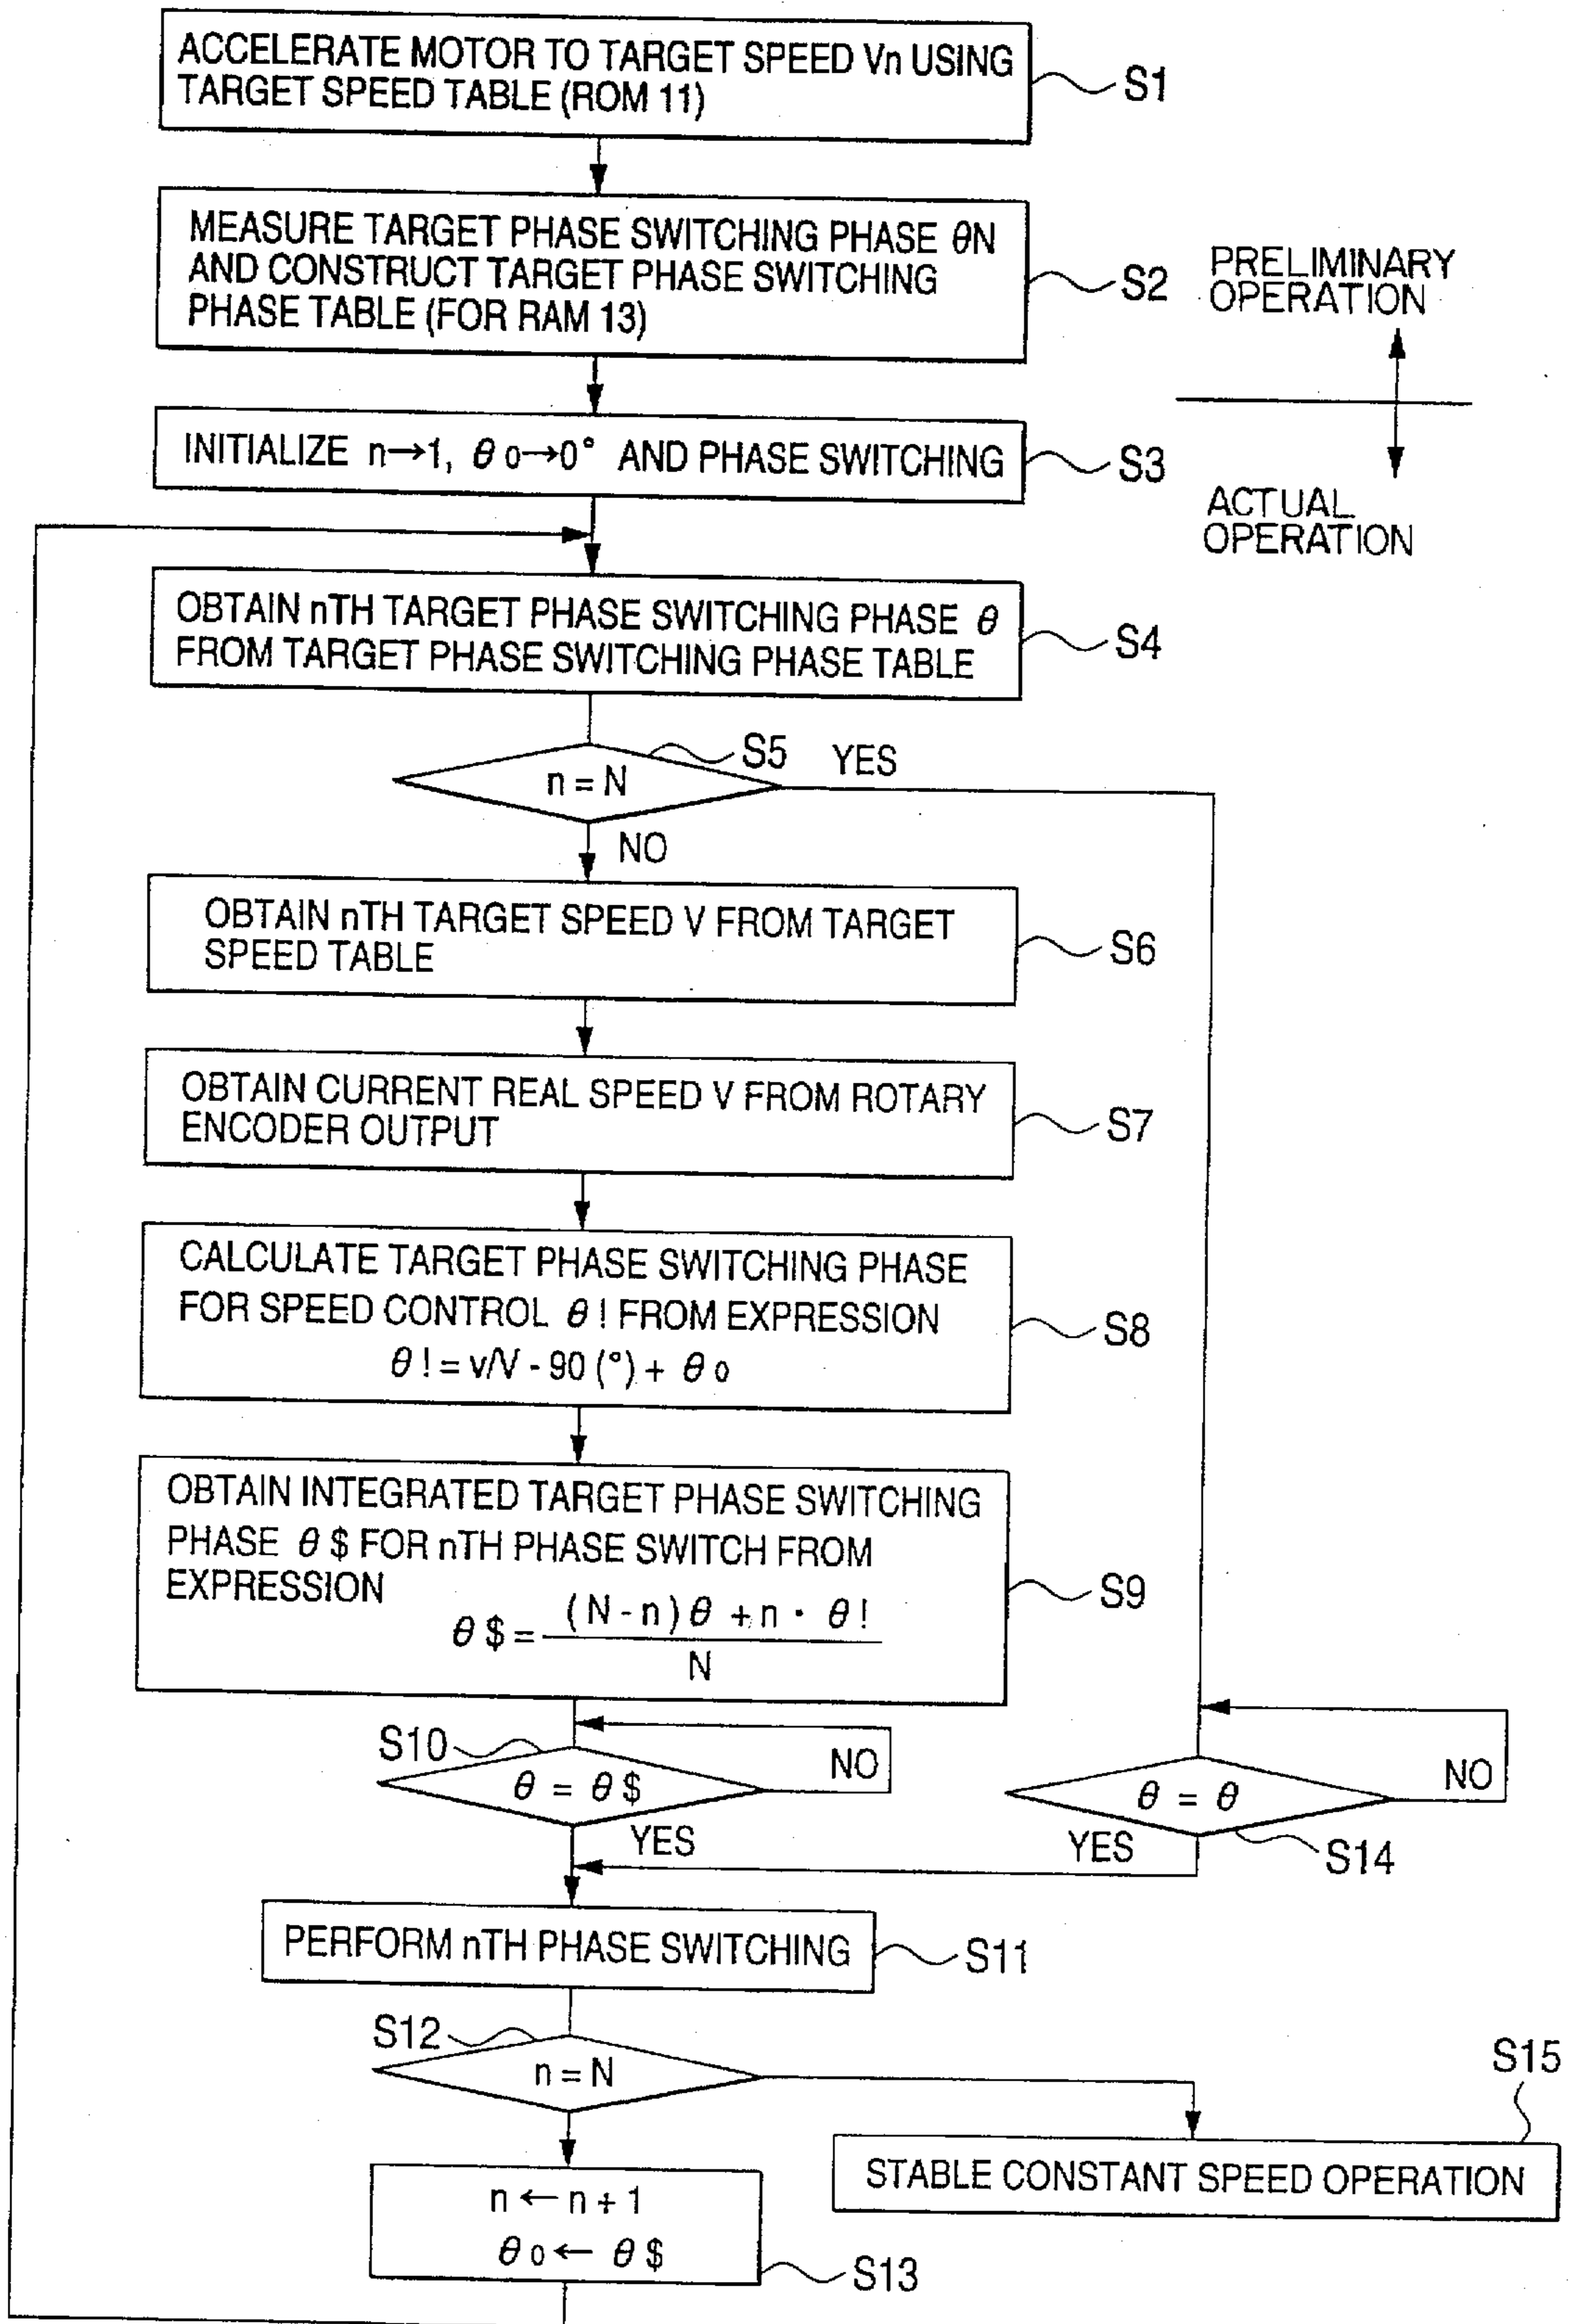 ACCELERATE MOTOR TO TARGET SPEED Vn USING
TARGET SPEED TABLE (ROM 11)
S1
MEASURE TARGET PHASE SWITCHING PHASE θN
AND CONSTRUCT TARGET PHASE SWITCHING
PHASE TABLE (FOR RAM 13)
S2
PRELIMINARY
OPERATION
INITIALIZE n→1, θ0→0° AND PHASE SWITCHING
S3
ACTUAL
OPERATION
OBTAIN nTH TARGET PHASE SWITCHING PHASE θ
FROM TARGET PHASE SWITCHING PHASE TABLE
S4
S5
YES
n = N
NO
OBTAIN nTH TARGET SPEED V FROM TARGET
SPEED TABLE
S6
OBTAIN CURRENT REAL SPEED V FROM ROTARY
ENCODER OUTPUT
S7
CALCULATE TARGET PHASE SWITCHING PHASE
FOR SPEED CONTROL θ! FROM EXPRESSION
θ! = v/V - 90 (°) + θ0
S8
OBTAIN INTEGRATED TARGET PHASE SWITCHING
PHASE θ$ FOR nTH PHASE SWITCH FROM
EXPRESSION
θ$ = (N - n) θ + n · θ! / N
S9
S10
θ = θ$
NO
YES
θ = θ
NO
YES
S14
PERFORM nTH PHASE SWITCHING
S11
S12
n = N
S15
STABLE CONSTANT SPEED OPERATION
n ← n + 1
θ0 ← θ$
S13